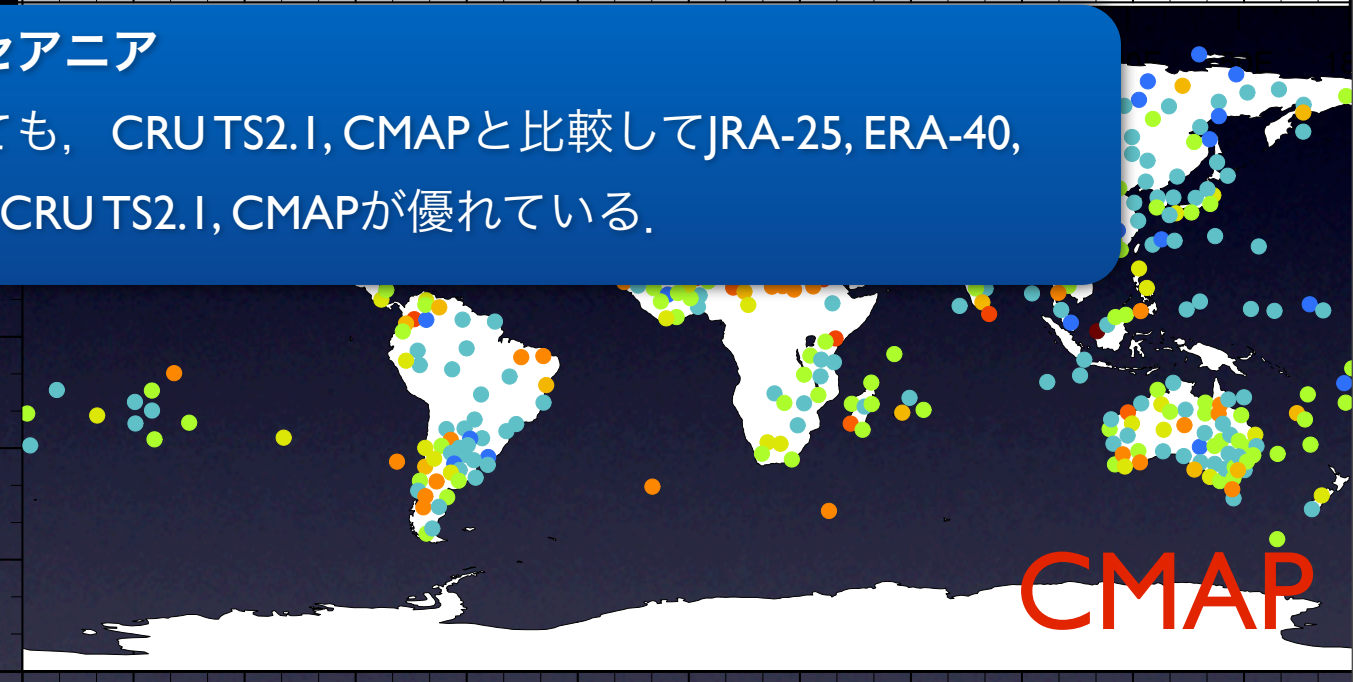 セアニア
ても, CRU TS2.1, CMAPと比較してJRA-25, ERA-40,
CRU TS2.1, CMAPが優れている.
CMAP